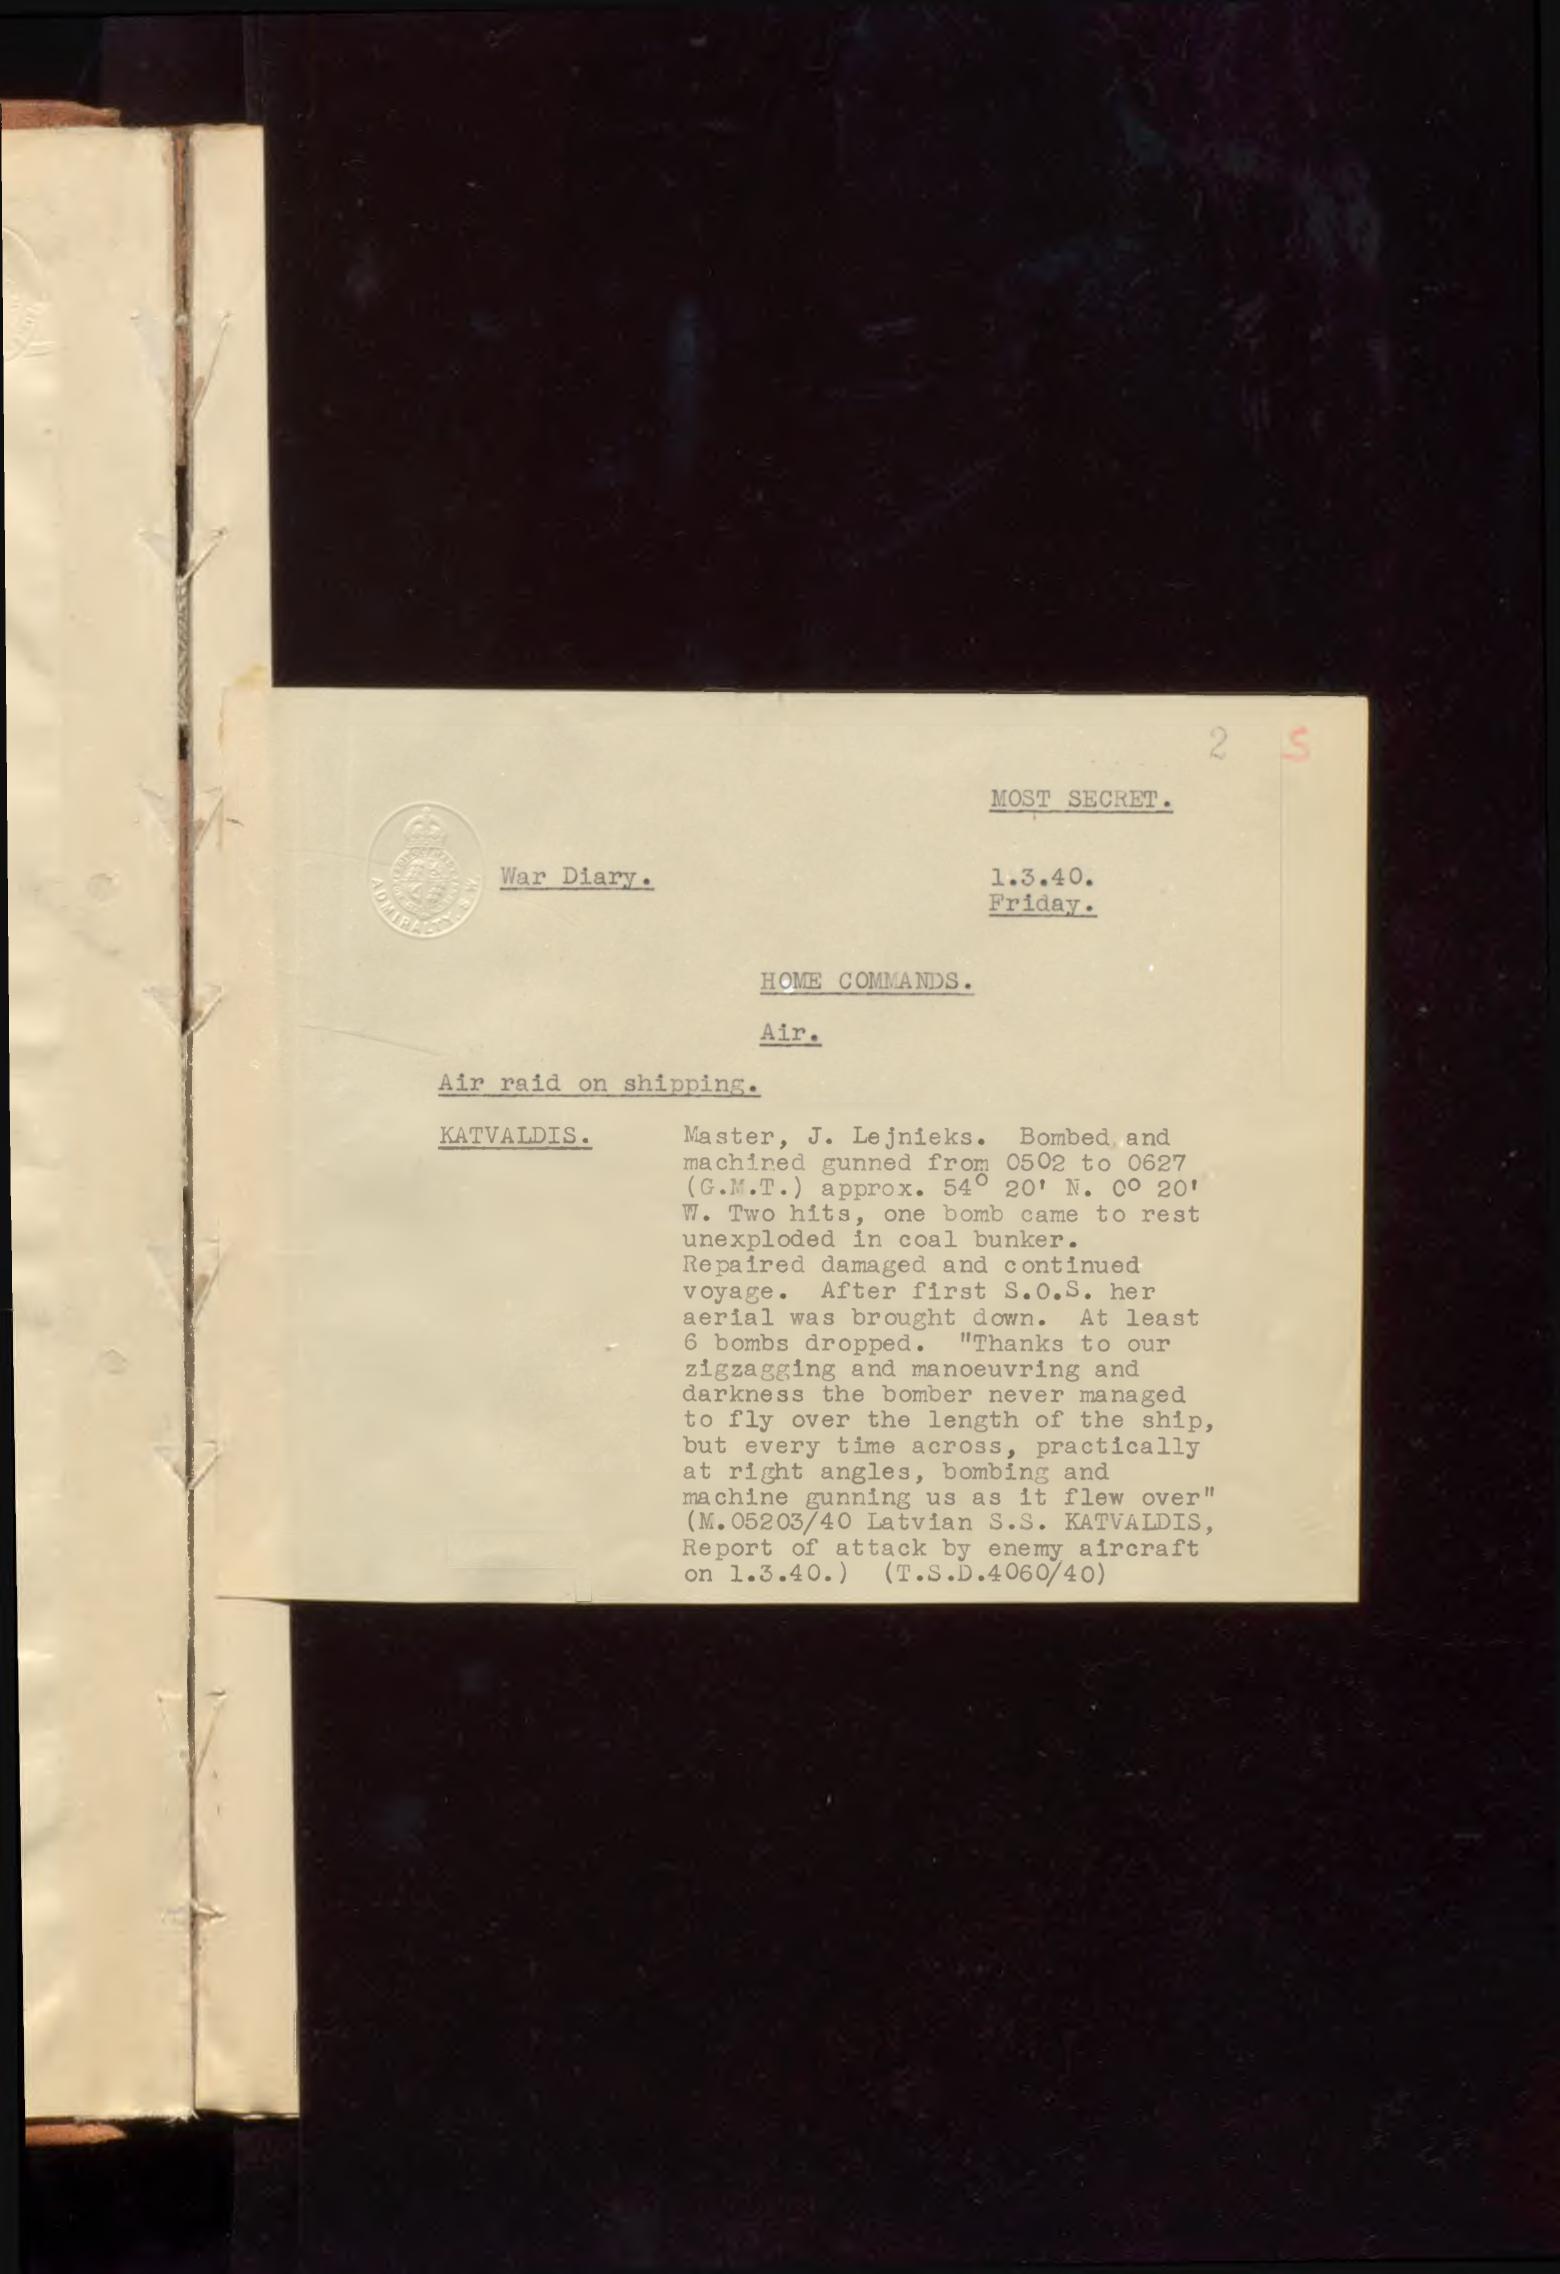 2 S
MOST SECRET.
ADMIRALTY. S.W.
War Diary. 1.3.40.
Friday.
HOME COMMANDS.
Air.
Air raid on shipping.
KATVALDIS. Master, J. Lejnieks. Bombed and
machined gunned from 0502 to 0627
(G.M.T.) approx. 54° 20' N. 0° 20'
W. Two hits, one bomb came to rest
unexploded in coal bunker.
Repaired damaged and continued
voyage. After first S.O.S. her
aerial was brought down. At least
6 bombs dropped. "Thanks to our
zigzagging and manoeuvring and
darkness the bomber never managed
to fly over the length of the ship,
but every time across, practically
at right angles, bombing and
machine gunning us as it flew over"
(M.05203/40 Latvian S.S. KATVALDIS,
Report of attack by enemy aircraft
on 1.3.40.) (T.S.D.4060/40)